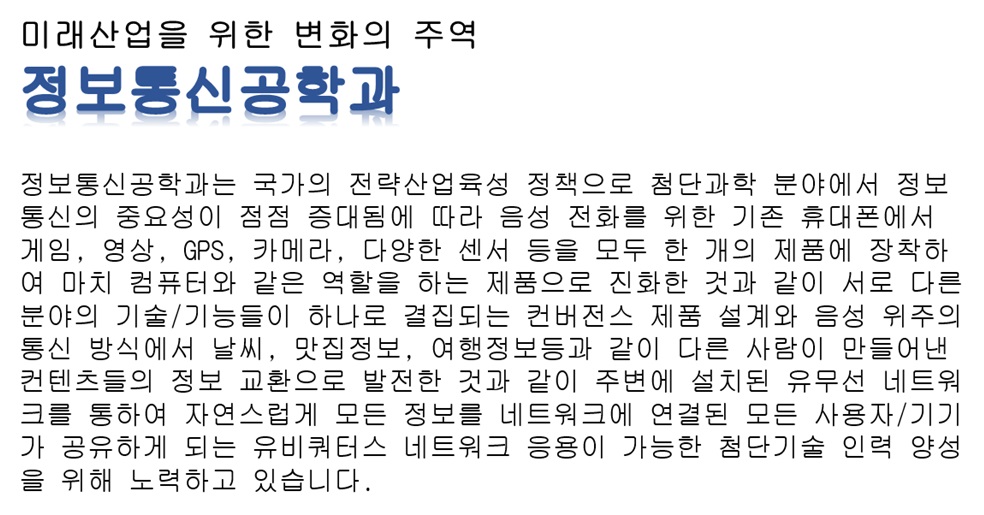 미래산업을 위한 변화의 주역
정보통신공학과
정보통신공학과는 국가의 전략산업육성 정책으로 첨단과학 분야에서 정보
통신의 중요성이 점점 증대됨에 따라 음성 전화를 위한 기존 휴대폰에서
게임, 영상, GPS, 카메라, 다양한 센서 등을 모두 한 개의 제품에 장착하
여 마치 컴퓨터와 같은 역할을 하는 제품으로 진화한 것과 같이 서로 다른
분야의 기술/기능들이 하나로 결집되는 컨버전스 제품 설계와 음성 위주의
통신 방식에서 날씨, 맛집정보, 여행정보등과 같이 다른 사람이 만들어낸
컨텐츠들의 정보 교환으로 발전한 것과 같이 주변에 설치된 유무선 네트워
크를 통하여 자연스럽게 모든 정보를 네트워크에 연결된 모든 사용자/기기
가 공유하게 되는 유비쿼터스 네트워크 응용이 가능한 첨단기술 인력 양성
을 위해 노력하고 있습니다.